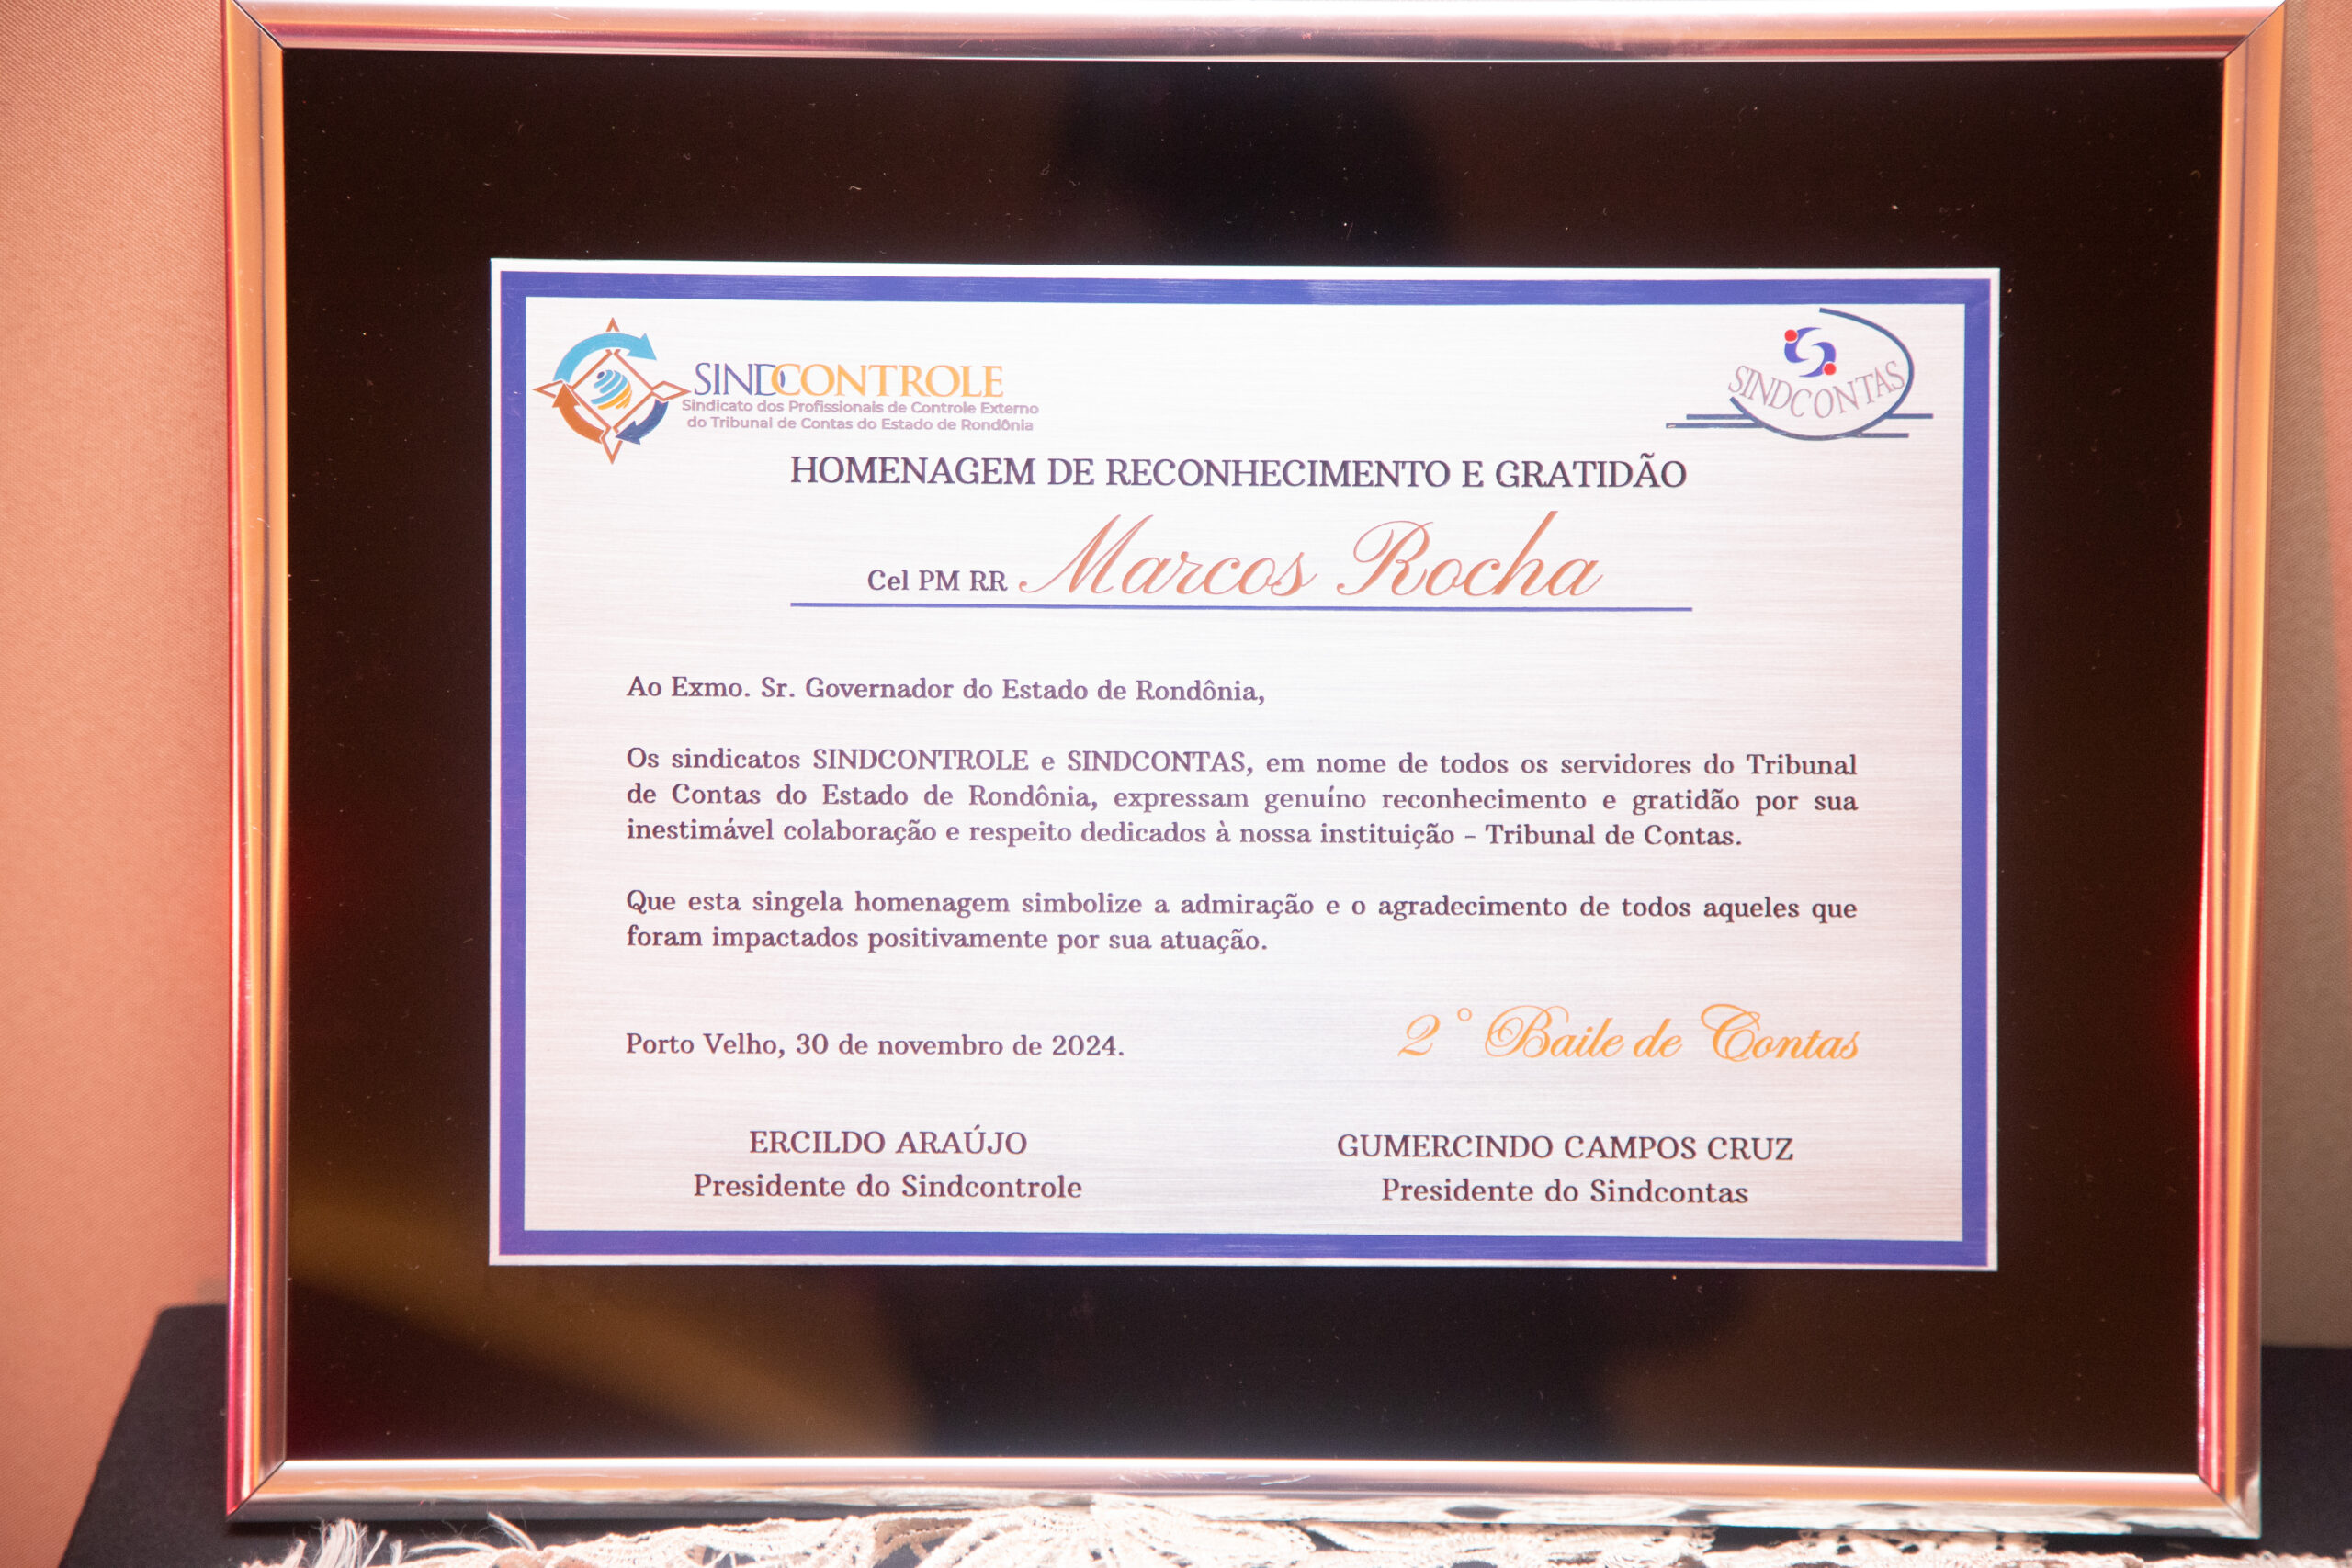 SINDCONTROLE
Sindicato dos Profissionais de Controle Externo
do Tribunal de Contas do Estado de Rondônia
SINDCONTAS
HOMENAGEM DE RECONHECIMENTO E GRATIDÃO
Cel PM RR Marcos Rocha
Ao Exmo. Sr. Governador do Estado de Rondônia,
Os sindicatos SINDCONTROLE e SINDCONTAS, em nome de todos os servidores do Tribunal
de Contas do Estado de Rondônia, expressam genuíno reconhecimento e gratidão por sua
inestimável colaboração e respeito dedicados à nossa instituição – Tribunal de Contas.
Que esta singela homenagem simbolize a admiração e o agradecimento de todos aqueles que
foram impactados positivamente por sua atuação.
Porto Velho, 30 de novembro de 2024.
2° Baile de Contas
ERCILDO ARAÚJO
Presidente do Sindcontrole
GUMERCINDO CAMPOS CRUZ
Presidente do Sindcontas